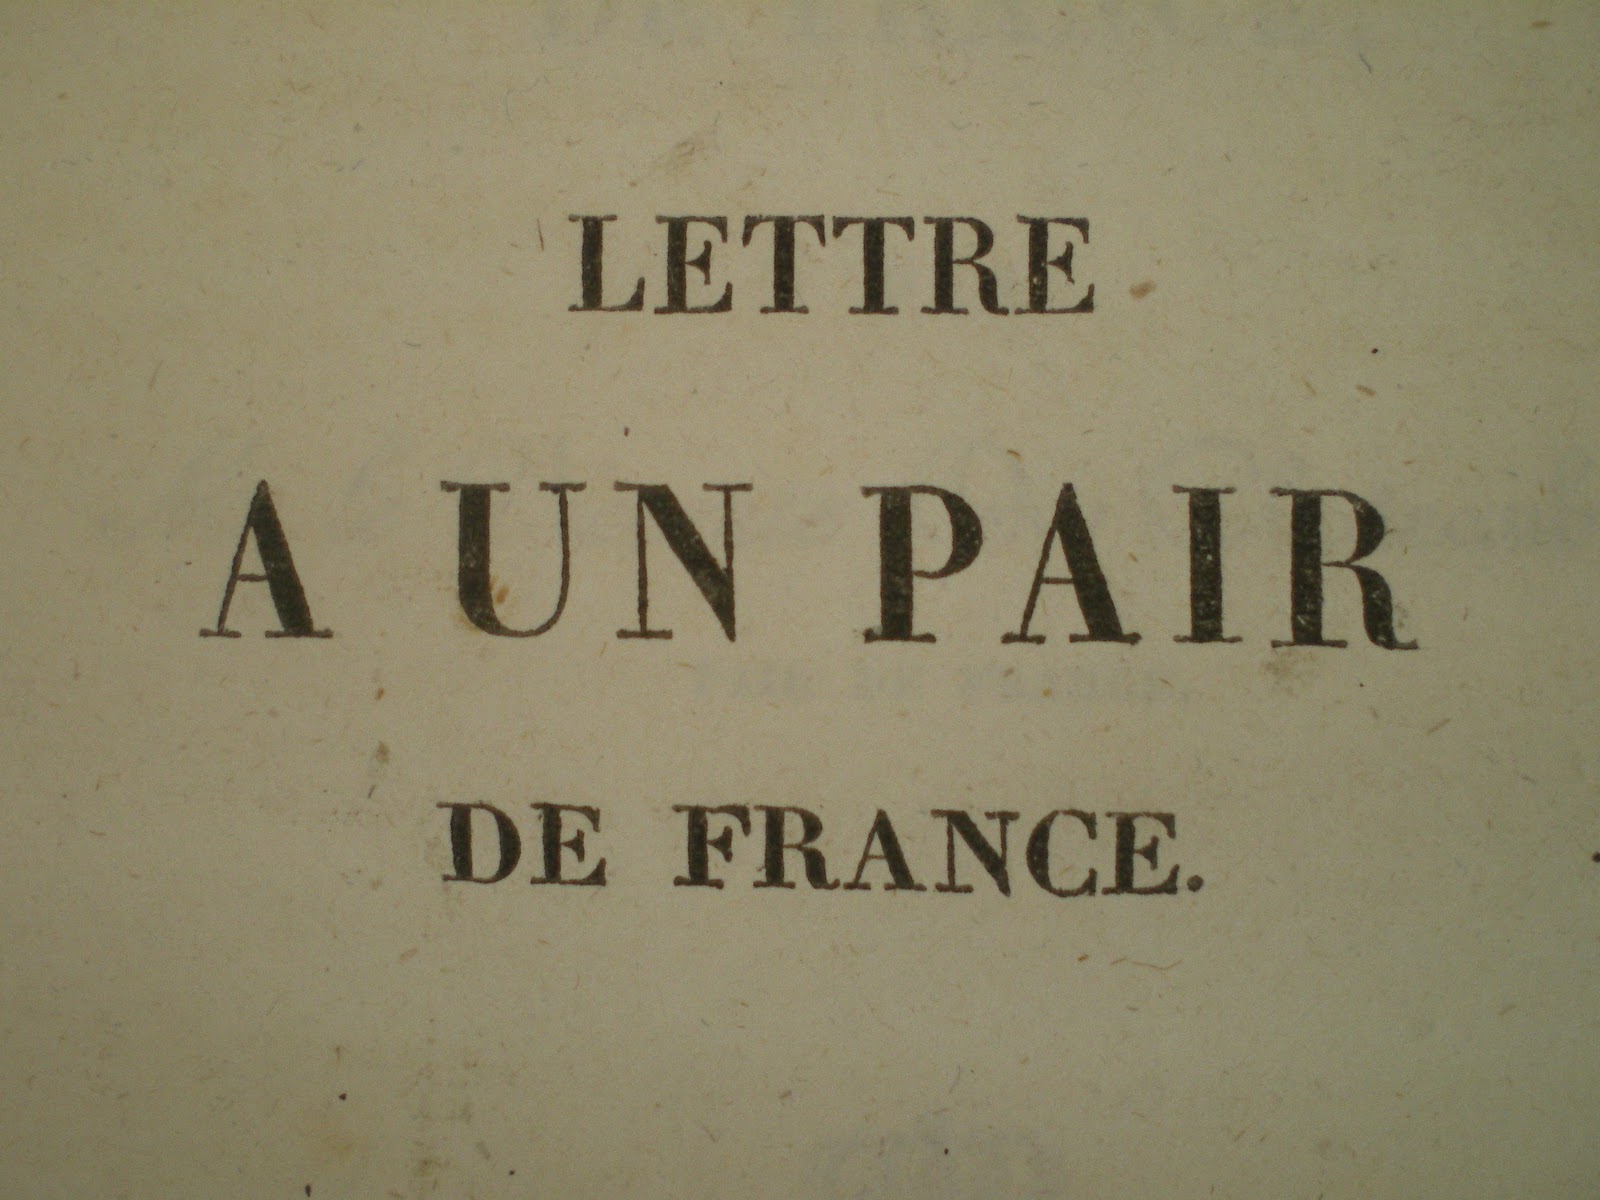 LETTRE
A UN PAIR
DE FRANCE.